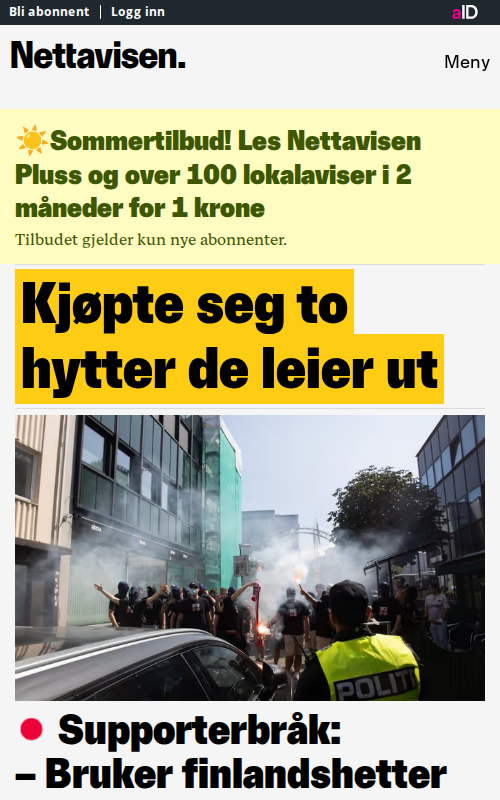 Bli abonnent | Logg inn
aID
Nettavisen.
Meny
☀️Sommertilbud! Les Nettavisen
Pluss og over 100 lokalaviser i 2
måneder for 1 krone
Tilbudet gjelder kun nye abonnenter.
Kjøpte seg to
hytter de leier ut
POLITI
Supporterbråk:
– Bruker finlandshetter